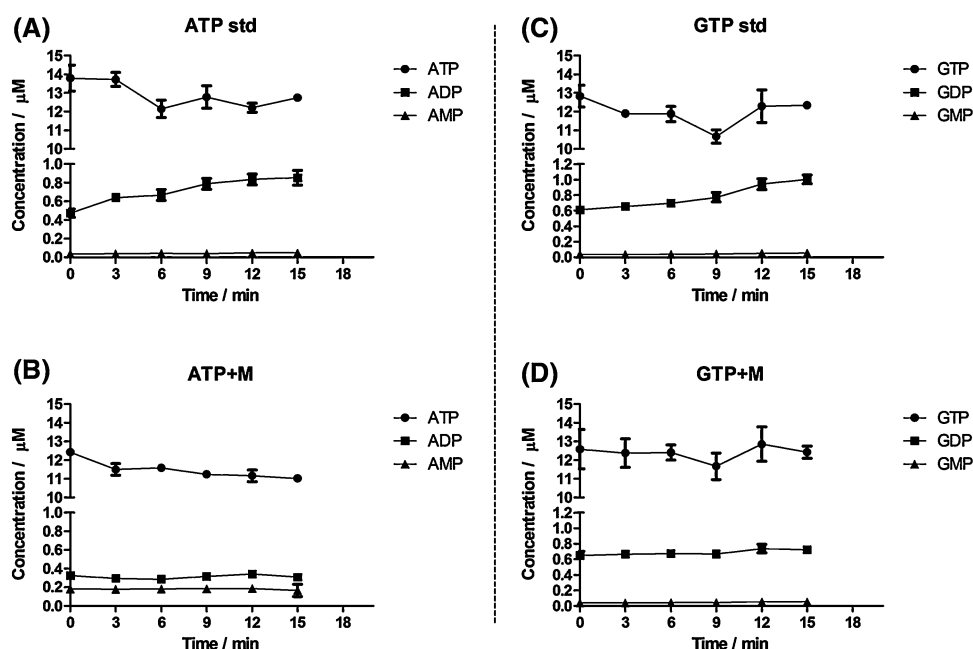 (A)
ATP std
15
14
13
12
11
10
1.0
0.8
0.6
0.4
0.2
0.0
Concentration / μM
0 3 6 9 12 15 18
Time / min
ATP
ADP
AMP
(C)
GTP std
15
14
13
12
11
10
1.2
1.0
0.8
0.6
0.4
0.2
0.0
Concentration / μM
0 3 6 9 12 15 18
Time / min
GTP
GDP
GMP
(B)
ATP+M
15
14
13
12
11
10
1.0
0.8
0.6
0.4
0.2
0.0
Concentration / μM
0 3 6 9 12 15 18
Time / min
ATP
ADP
AMP
(D)
GTP+M
15
14
13
12
11
10
1.2
1.0
0.8
0.6
0.4
0.2
0.0
Concentration / μM
0 3 6 9 12 15 18
Time / min
GTP
GDP
GMP